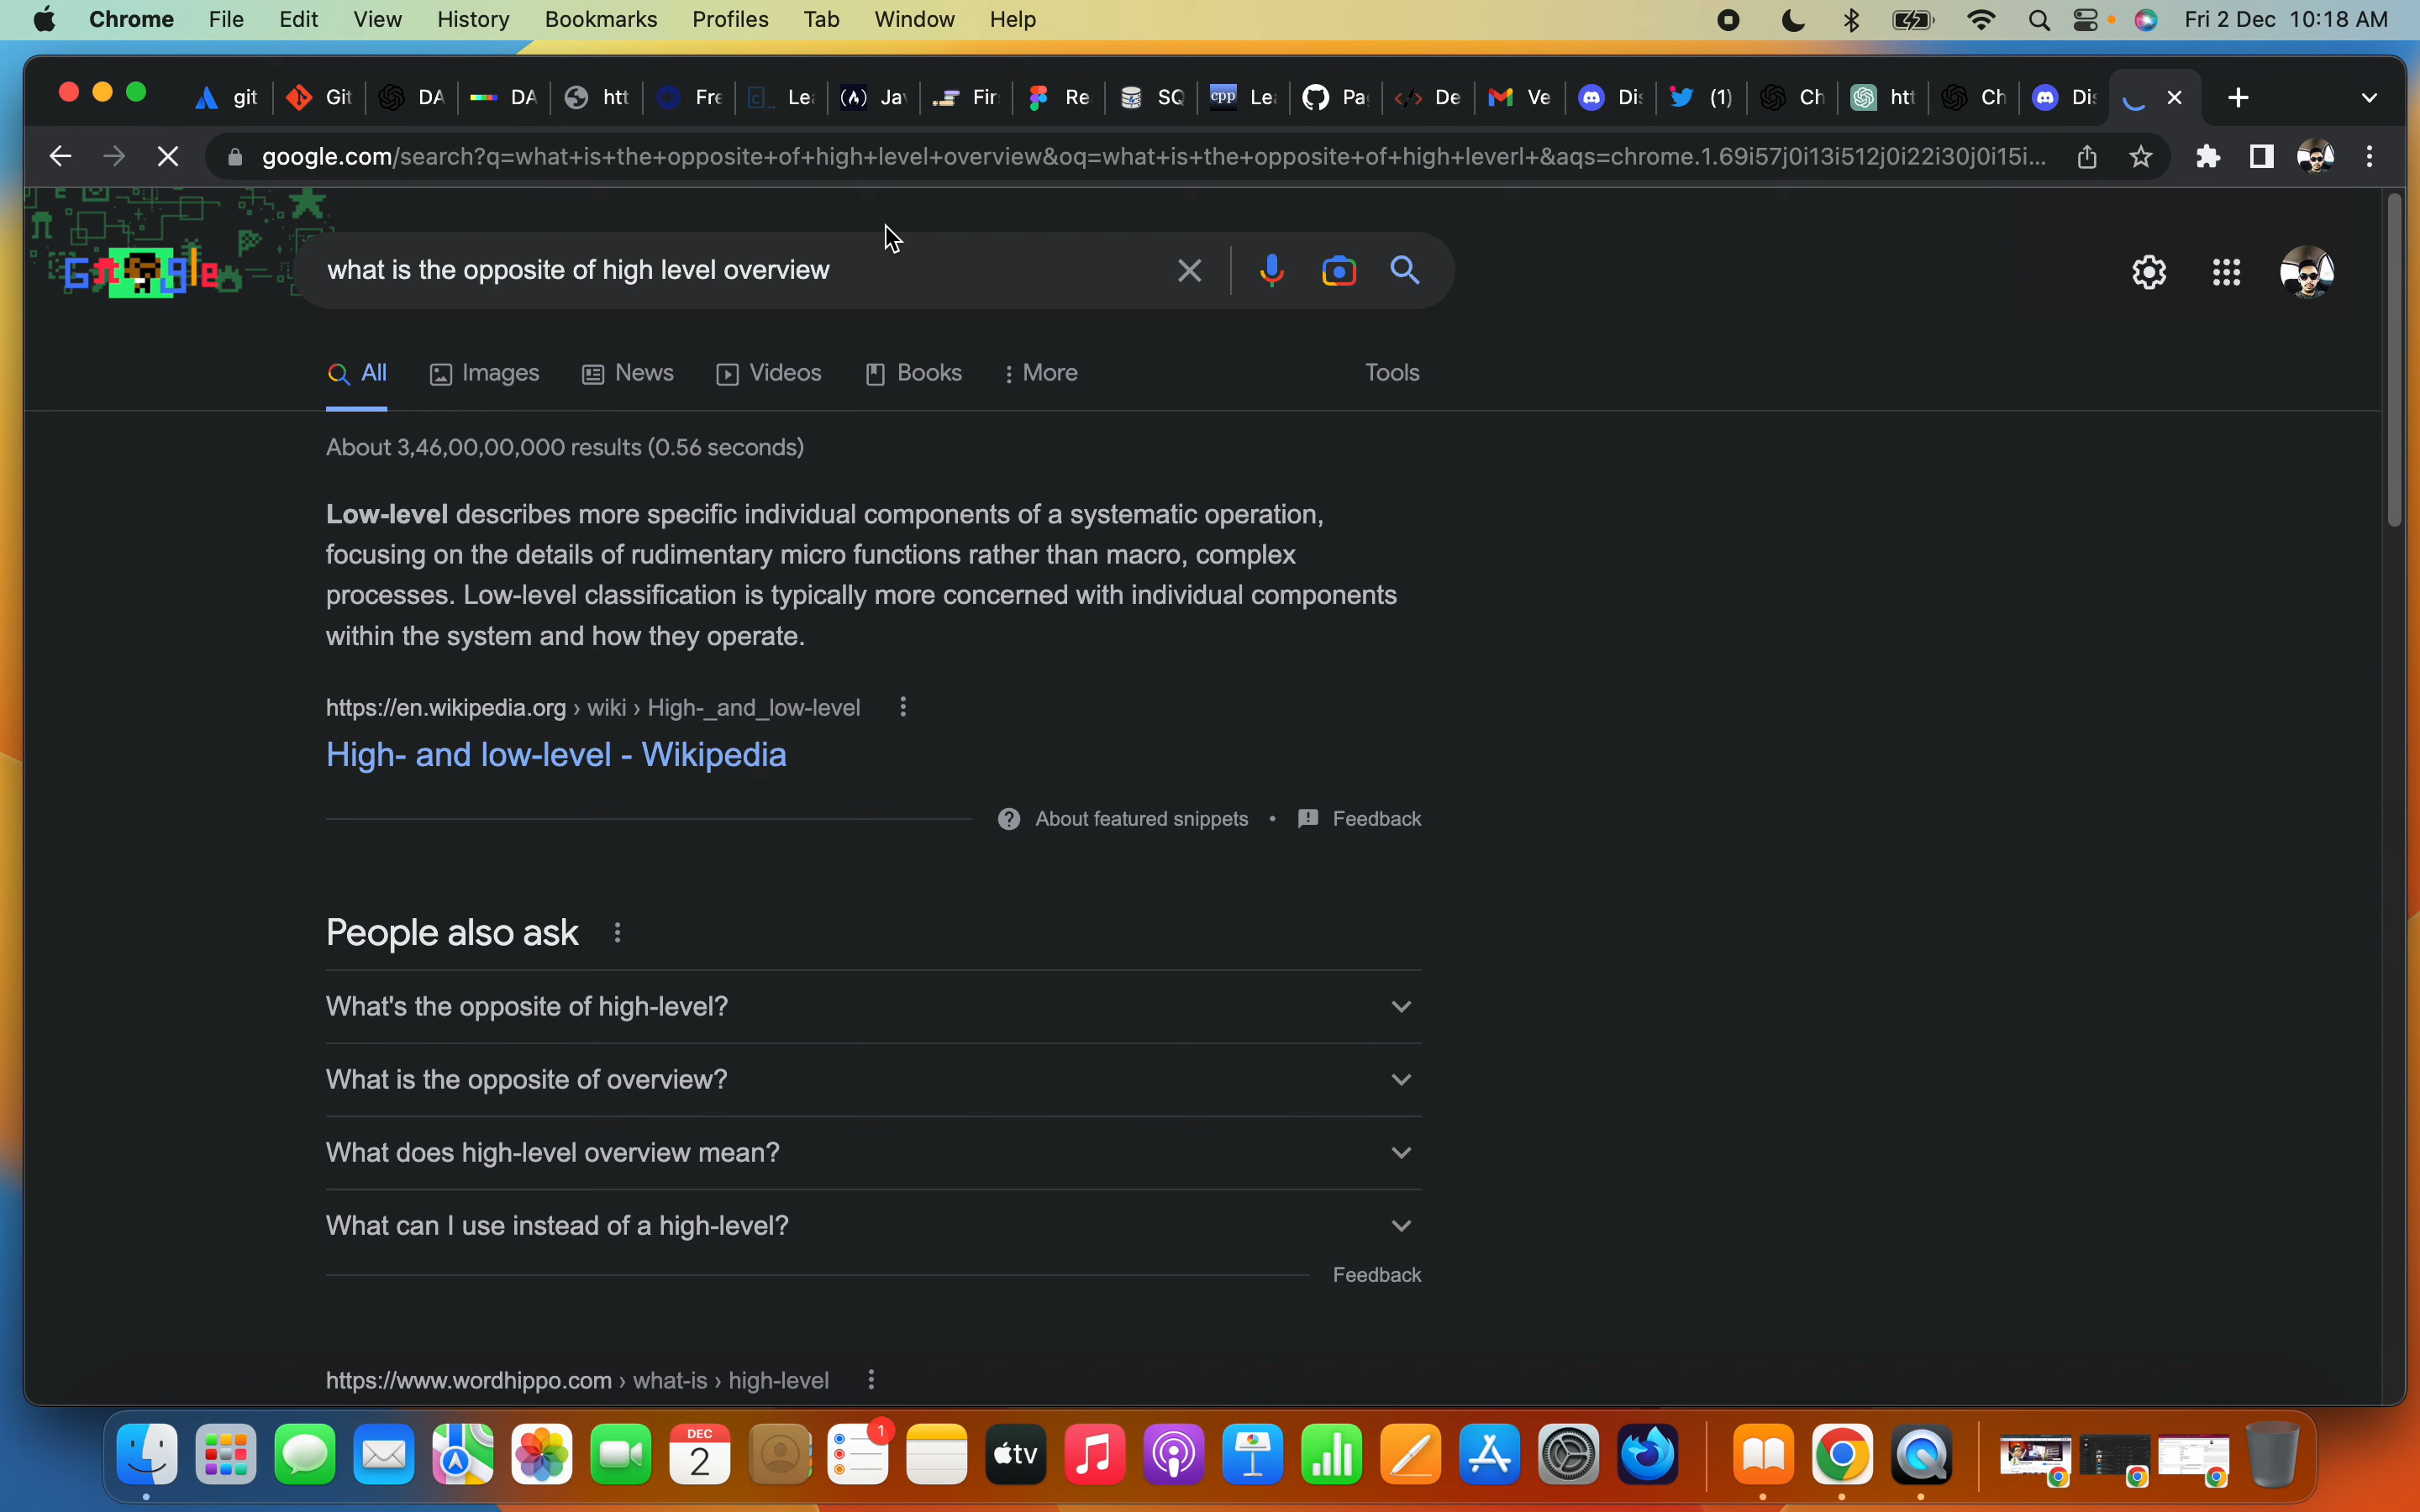 Chrome File Edit View History Bookmarks Profiles Tab Window Help Fri 2 Dec 10:18 AM
git Git DA DA htt Fre Le Ja Fir Re SQ cpp Le Pa De Ve Dis (1) Ch htt Ch Dis
google.com/search?q=what+is+the+opposite+of+high+level+overview&oq=what+is+the+opposite+of+high+leverl+&aqs=chrome.1.69i57j0i13i512j0i22i30j0i15i...
what is the opposite of high level overview
All Images News Videos Books More Tools
About 3,46,00,00,000 results (0.56 seconds)
Low-level describes more specific individual components of a systematic operation,
focusing on the details of rudimentary micro functions rather than macro, complex
processes. Low-level classification is typically more concerned with individual components
within the system and how they operate.
https://en.wikipedia.org › wiki › High-_and_low-level
High- and low-level - Wikipedia
About featured snippets • Feedback
People also ask
What's the opposite of high-level?
What is the opposite of overview?
What does high-level overview mean?
What can I use instead of a high-level?
Feedback
https://www.wordhippo.com › what-is › high-level
DEC
2
1
tv